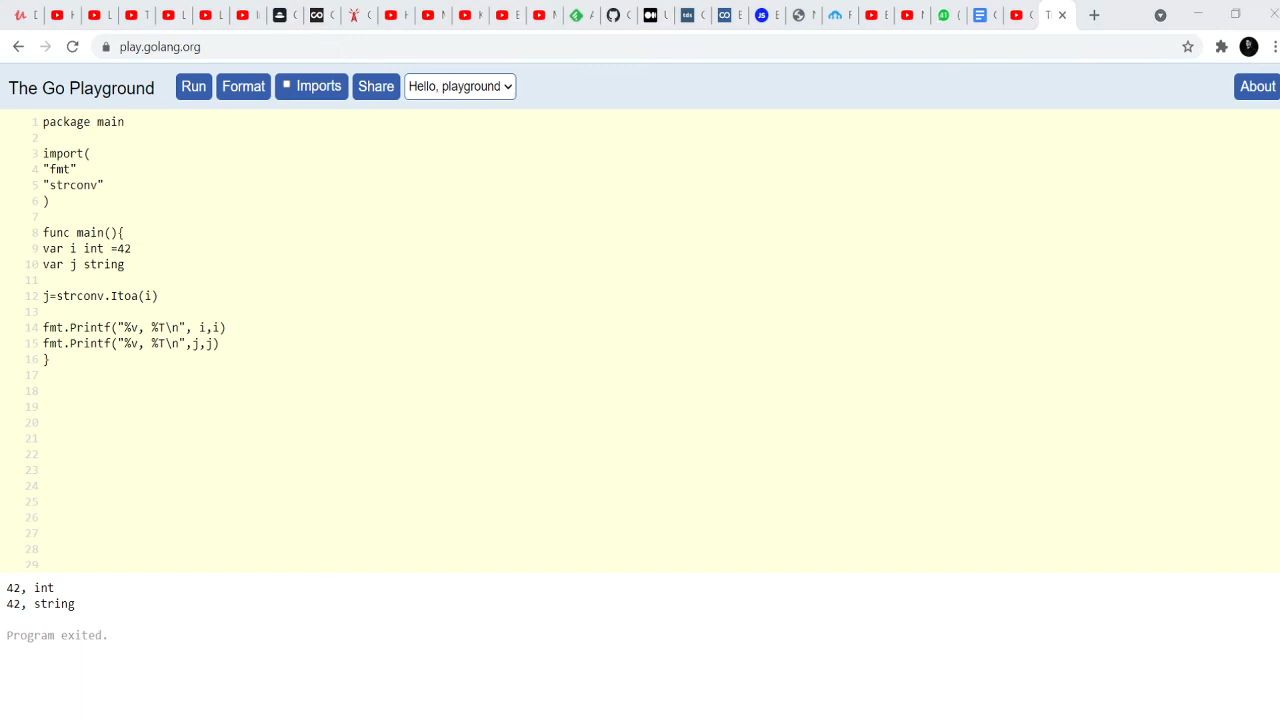 play.golang.org
The Go Playground Run Format Imports Share Hello, playground About
1 package main
2
3 import(
4 "fmt"
5 "strconv"
6 )
7
8 func main(){
9 var i int =42
10 var j string
11
12 j=strconv.Itoa(i)
13
14 fmt.Printf("%v, %T\n", i,i)
15 fmt.Printf("%v, %T\n",j,j)
16 }
17
18
19
20
21
22
23
24
25
26
27
28
29
42, int
42, string
Program exited.